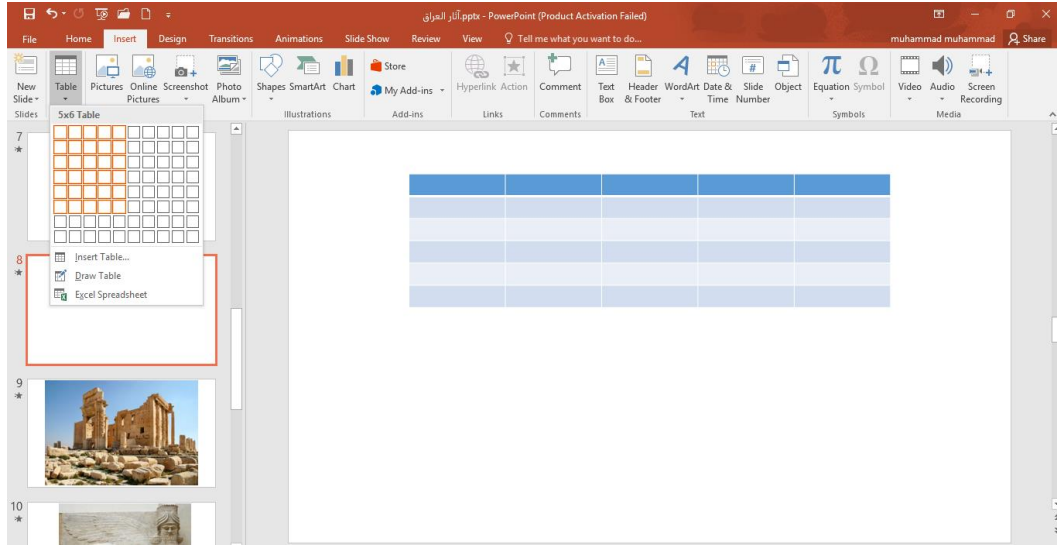 آثار العراق.pptx - PowerPoint (Product Activation Failed)
File Home Insert Design Transitions Animations Slide Show Review View Tell me what you want to do... muhammad muhammad Share
New Slide
Table
Pictures
Online Pictures
Screenshot
Photo Album
Shapes
SmartArt
Chart
Store
My Add-ins
Hyperlink
Action
Comment
Text Box
Header & Footer
WordArt
Date & Time
Slide Number
#
Object
π
Equation
Ω
Symbol
Video
Audio
Screen Recording
Slides
Illustrations
Add-ins
Links
Comments
Text
Symbols
Media
5x6 Table
Insert Table...
Draw Table
Excel Spreadsheet
7
8
9
10